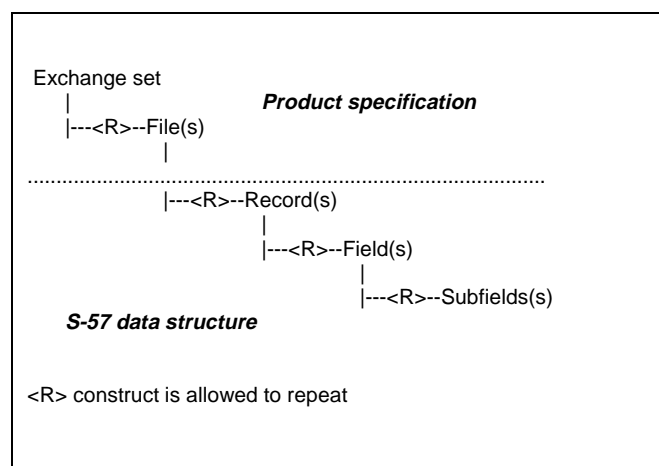 Exchange set
|
Product specification
|---<R>--File(s)
|
..........................................................................................
|---<R>--Record(s)
|
|---<R>--Field(s)
|
|---<R>--Subfields(s)
S-57 data structure
<R> construct is allowed to repeat